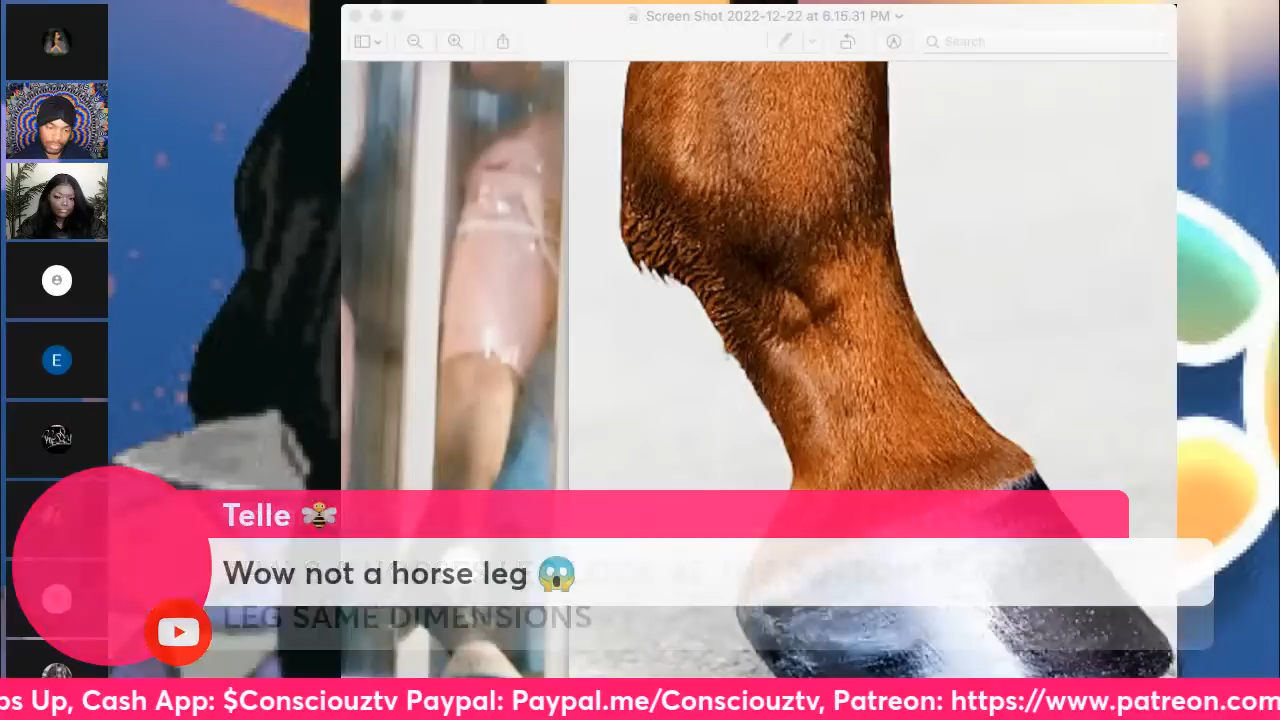 Screen Shot 2022-12-22 at 6.15.31 PM
Search
E
Telle 🐝
Wow not a horse leg 😱
LEG SAME DIMENSIONS
ps Up, Cash App: $Consciouztv Paypal: Paypal.me/Consciouztv, Patreon: https://www.patreon.com